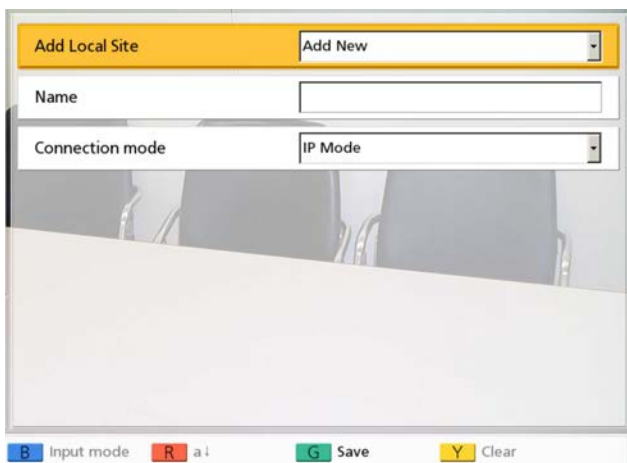 Add Local Site Add New
Name
Connection mode IP Mode
B Input mode R a↓ G Save Y Clear